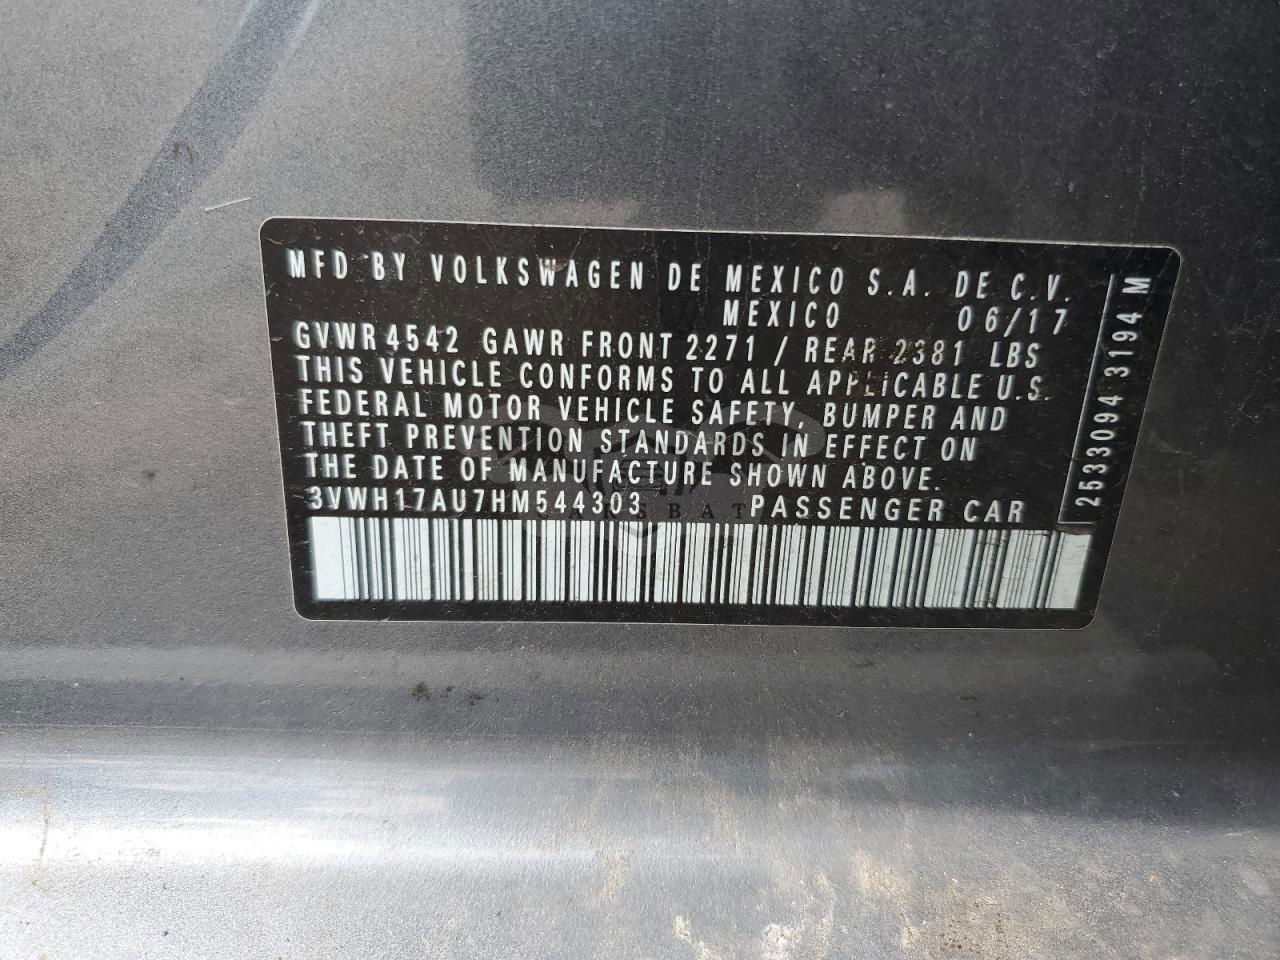 MFD BY VOLKSWAGEN DE MEXICO S.A. DE C.V.
MEXICO 06/17
GVWR 4542 GAWR FRONT 2271 / REAR 2381 LBS
THIS VEHICLE CONFORMS TO ALL APPLICABLE U.S.
FEDERAL MOTOR VEHICLE SAFETY, BUMPER AND
THEFT PREVENTION STANDARDS IN EFFECT ON
THE DATE OF MANUFACTURE SHOWN ABOVE.
3VWH17AU7HM544303 PASSENGER CAR
2533094 3194 M
CARSBAT